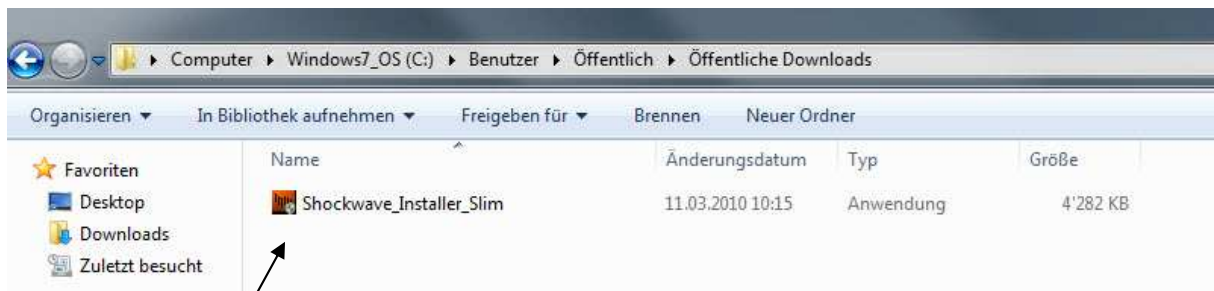 Computer Windows7_OS (C:) Benutzer Öffentlich Öffentliche Downloads
Organisieren In Bibliothek aufnehmen Freigeben für Brennen Neuer Ordner
Favoriten
Desktop
Downloads
Zuletzt besucht
Name Änderungsdatum Typ Größe
Shockwave_Installer_Slim 11.03.2010 10:15 Anwendung 4'282 KB